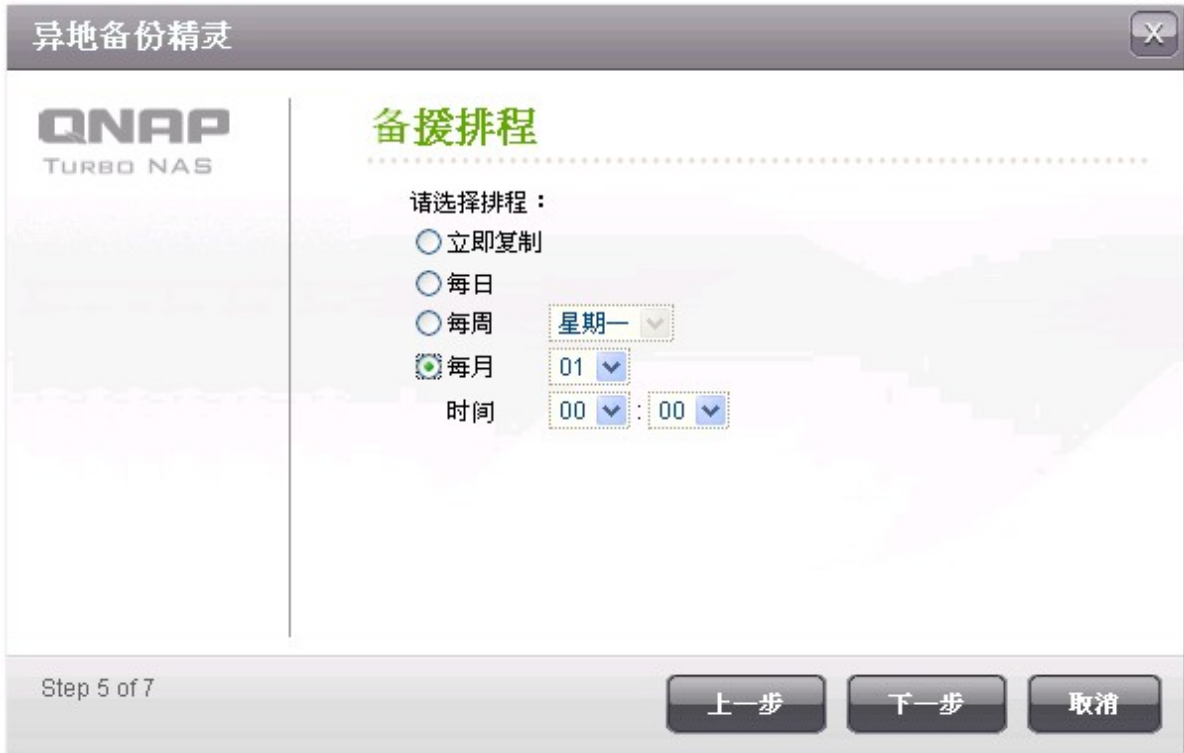 异地备份精灵
X
QNAP
TURBO NAS
备援排程
请选择排程：
立即复制
每日
每周 星期一
每月 01
时间 00 : 00
Step 5 of 7
上一步 下一步 取消